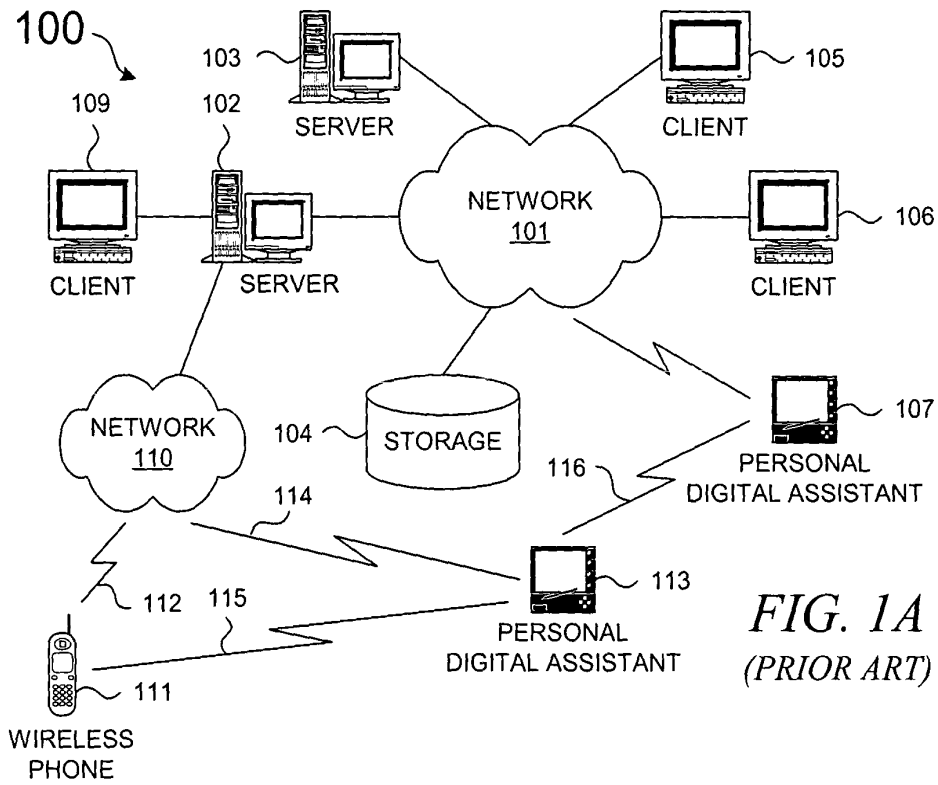 100
103
SERVER
105
CLIENT
109
CLIENT
102
SERVER
NETWORK
101
106
CLIENT
NETWORK
110
104
STORAGE
107
PERSONAL
DIGITAL ASSISTANT
116
114
113
PERSONAL
DIGITAL ASSISTANT
112
115
111
WIRELESS
PHONE
FIG. 1A
(PRIOR ART)